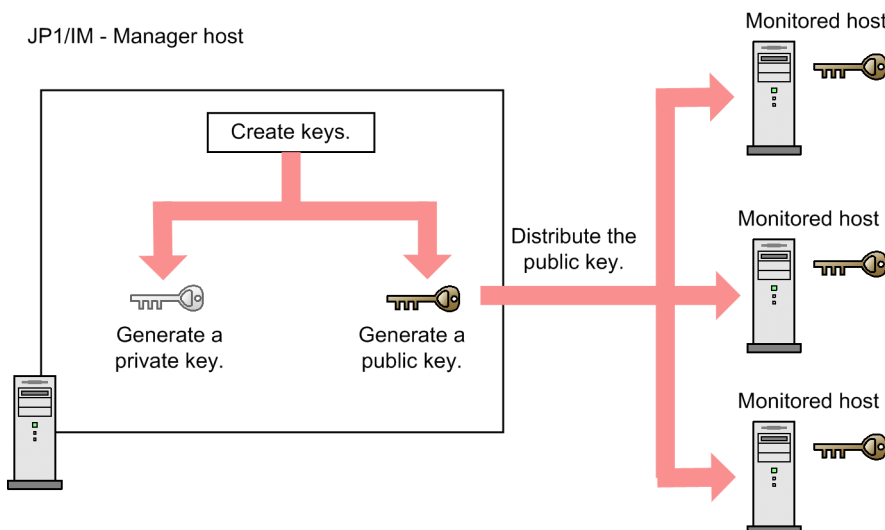 Monitored host
JP1/IM - Manager host
Create keys.
Distribute the
public key.
Monitored host
Generate a
private key.
Generate a
public key.
Monitored host